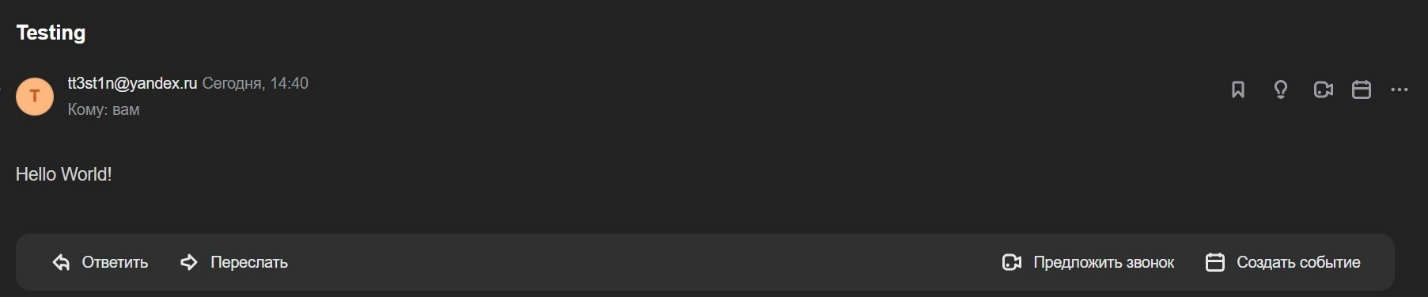 Testing
T
tt3st1n@yandex.ru Сегодня, 14:40
Кому: вам
Hello World!
Ответить Переслать Предложить звонок Создать событие